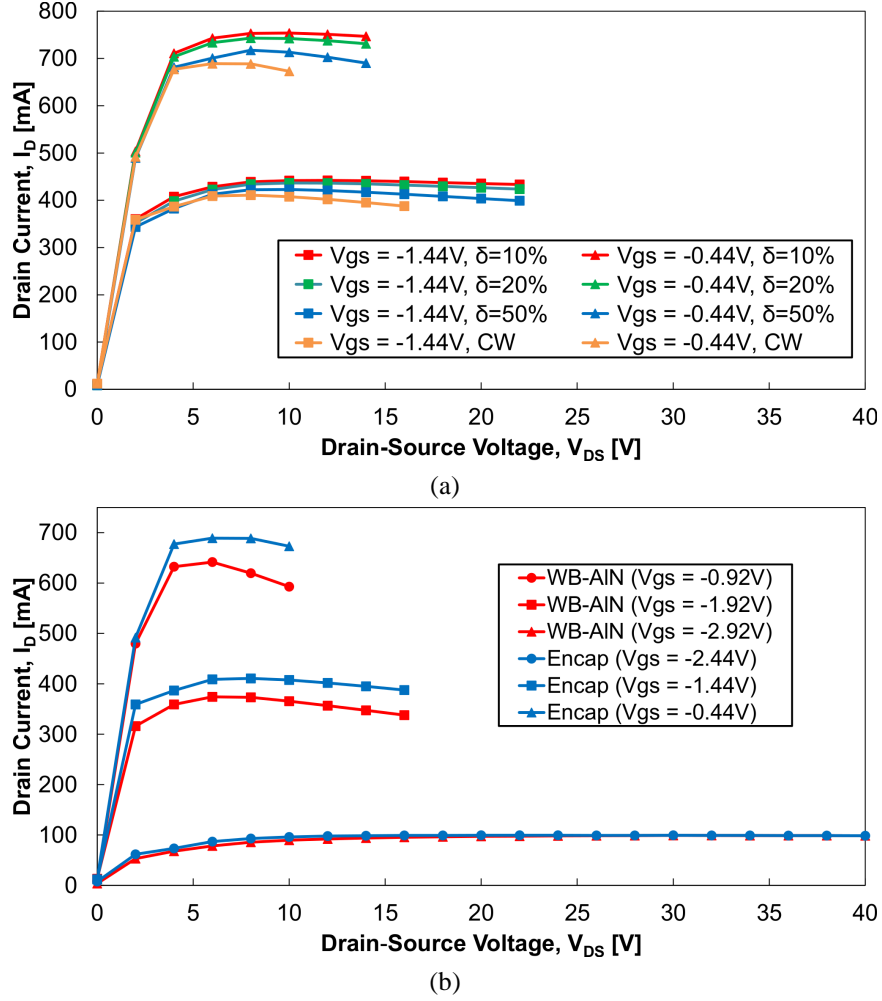 800
700
600
500
400
300
200
100
0
Drain Current, I_D [mA]
Vgs = -1.44V, δ=10% Vgs = -0.44V, δ=10%
Vgs = -1.44V, δ=20% Vgs = -0.44V, δ=20%
Vgs = -1.44V, δ=50% Vgs = -0.44V, δ=50%
Vgs = -1.44V, CW Vgs = -0.44V, CW
0 5 10 15 20 25 30 35 40
Drain-Source Voltage, V_DS [V]
(a)
700
600
500
400
300
200
100
0
Drain Current, I_D [mA]
WB-AlN (Vgs = -0.92V)
WB-AlN (Vgs = -1.92V)
WB-AlN (Vgs = -2.92V)
Encap (Vgs = -2.44V)
Encap (Vgs = -1.44V)
Encap (Vgs = -0.44V)
0 5 10 15 20 25 30 35 40
Drain-Source Voltage, V_DS [V]
(b)